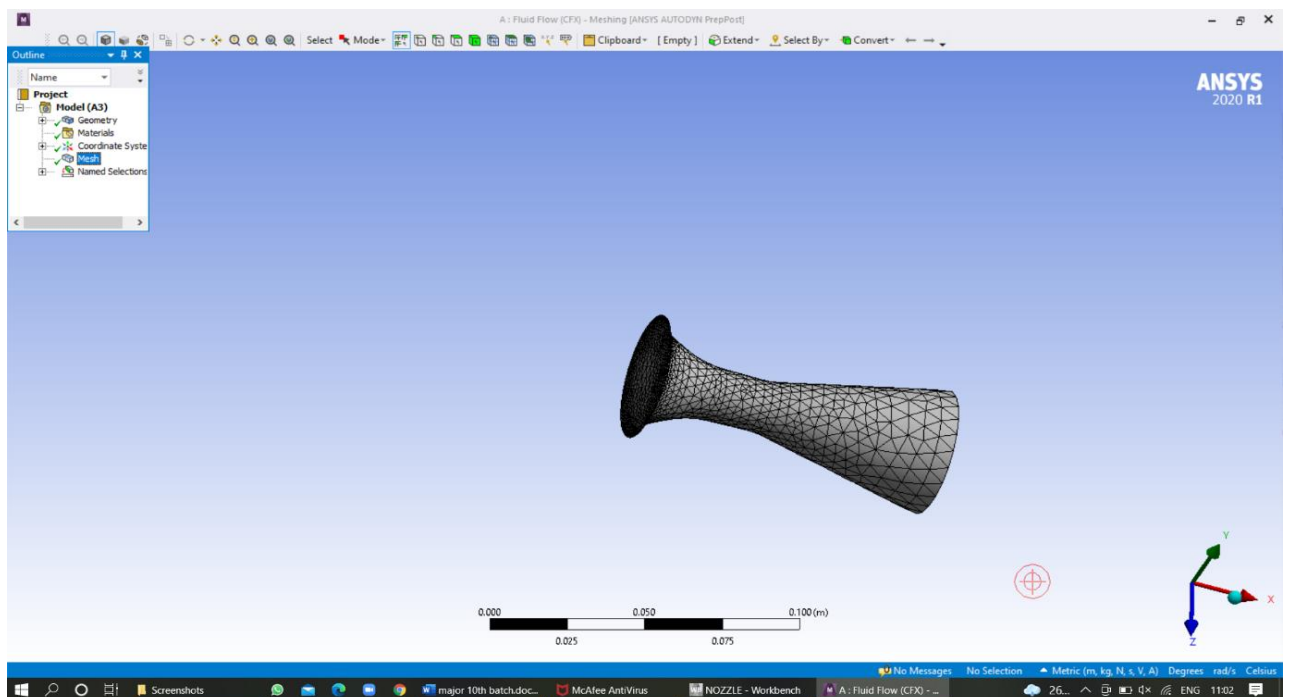 M
A : Fluid Flow (CFX) - Meshing [ANSYS AUTODYN PrepPost]
Select Mode Clipboard [Empty] Extend Select By Convert
Outline
Name
Project
Model (A3)
Geometry
Materials
Coordinate Syste
Mesh
Named Selections
ANSYS
2020 R1
Y
X
Z
0.000 0.050 0.100 (m)
0.025 0.075
No Messages No Selection Metric (m, kg, N, s, V, A) Degrees rad/s Celsius
Screenshots major 10th batch.doc... McAfee AntiVirus NOZZLE - Workbench A : Fluid Flow (CFX) - ... 26... ENG 11:02